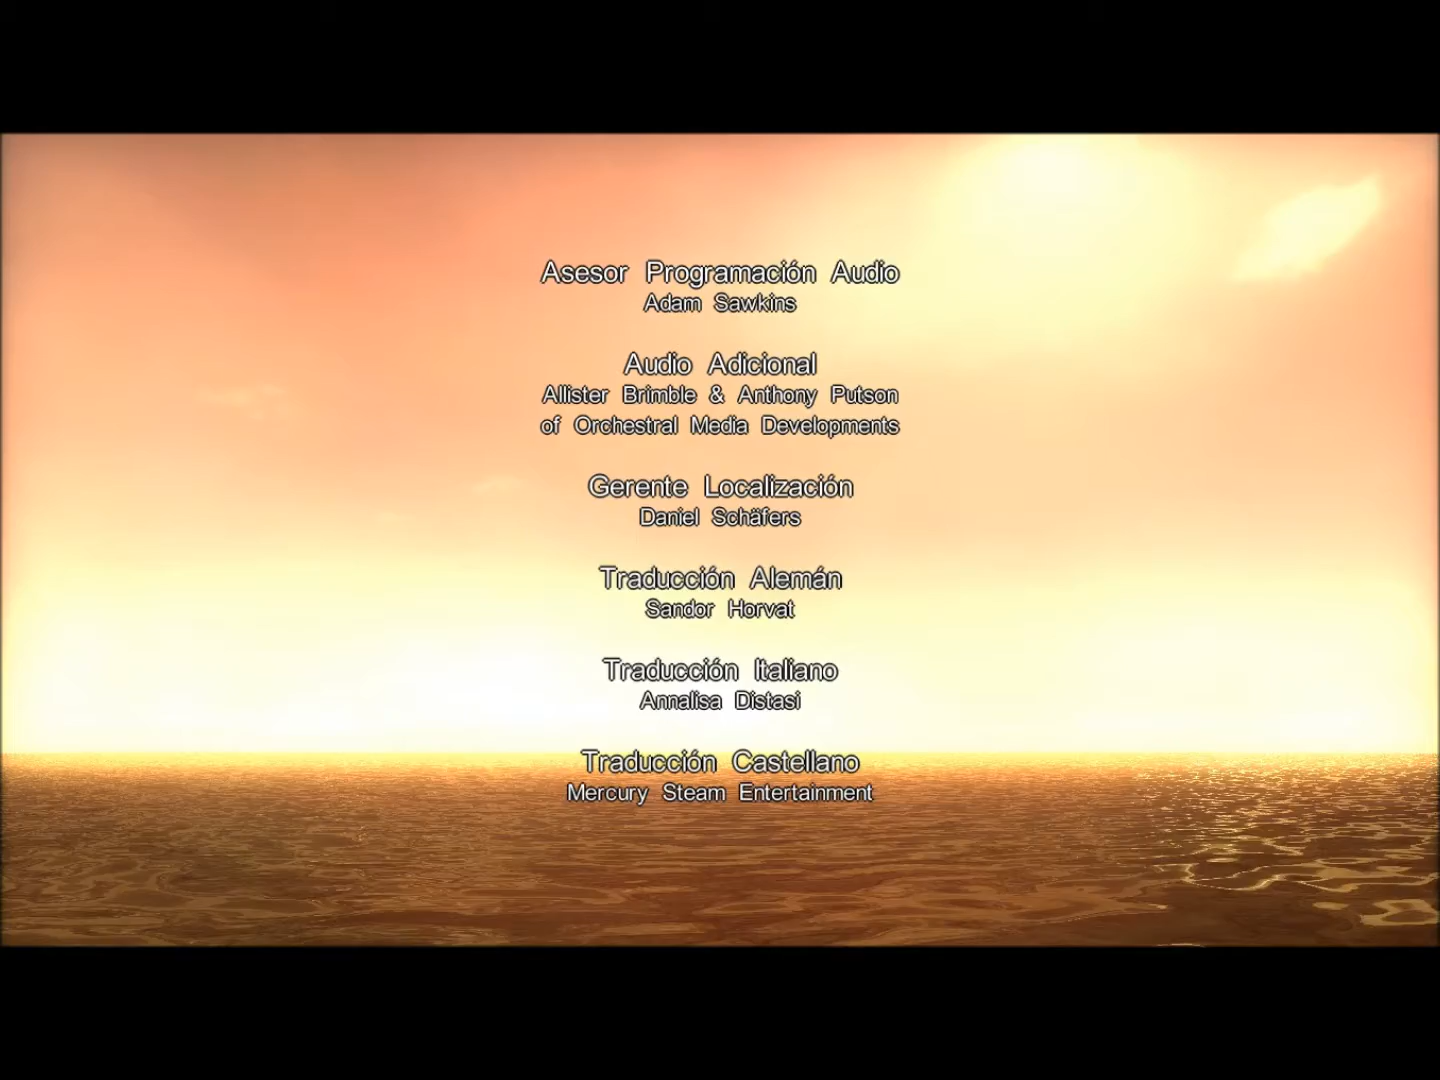 Asesor Programación Audio
Adam Sawkins
Audio Adicional
Allister Brimble & Anthony Putson
of Orchestral Media Developments
Gerente Localización
Daniel Schäfers
Traducción Alemán
Sandor Horvat
Traducción Italiano
Annalisa Distasi
Traducción Castellano
Mercury Steam Entertainment